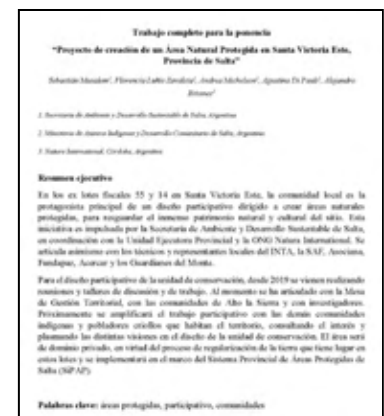 Trabajo completo para la ponencia
"Proyecto de creación de un Área Natural Protegida en Santa Victoria Este,
Provincia de Salta"
Sebastián Musalem¹, Florencia Andrea Agustina Di Paoli Alejandro
1. Secretaría de Ambiente y Desarrollo Sustentable de Salta, Argentina
2. Ministerio de Asuntos Indígenas y Desarrollo Comunitario de Salta, Argentina
3. Natura International, Córdoba, Argentina
Resumen ejecutivo
En los ex lotes fiscales 55 y 14 en Santa Victoria Este, la comunidad local es la
protagonista principal de un diseño participativo dirigido a crear áreas naturales
protegidas, para resguardar el inmenso patrimonio natural y cultural del sitio. Esta
iniciativa es impulsada por la Secretaría de Ambiente y Desarrollo Sustentable de Salta,
en coordinación con la Unidad Ejecutora Provincial y la ONG Natura International. Se
articula asimismo con los técnicos y representantes locales del INTA, la SAF, Asociana,
Fundapaz, Acercar y los Guardianes del Monte.
Para el diseño participativo de la unidad de conservación, desde 2019 se vienen realizando
reuniones y talleres de discusión y de trabajo. Al momento se ha articulado con la Mesa
de Gestión Territorial, con las comunidades de Alto la Sierra y con investigadores.
Próximamente se amplificará el trabajo participativo con las demás comunidades
indígenas y pobladores criollos que habitan el territorio, consultando el interés y
plasmando las distintas visiones en el diseño de la unidad de conservación. El área será
de dominio privado, en virtud del proceso de regularización de la tierra que tiene lugar en
estos lotes y se implementará en el marco del Sistema Provincial de Áreas Protegidas de
Salta (SiPAP).
Palabras clave: áreas protegidas, participativo, comunidades